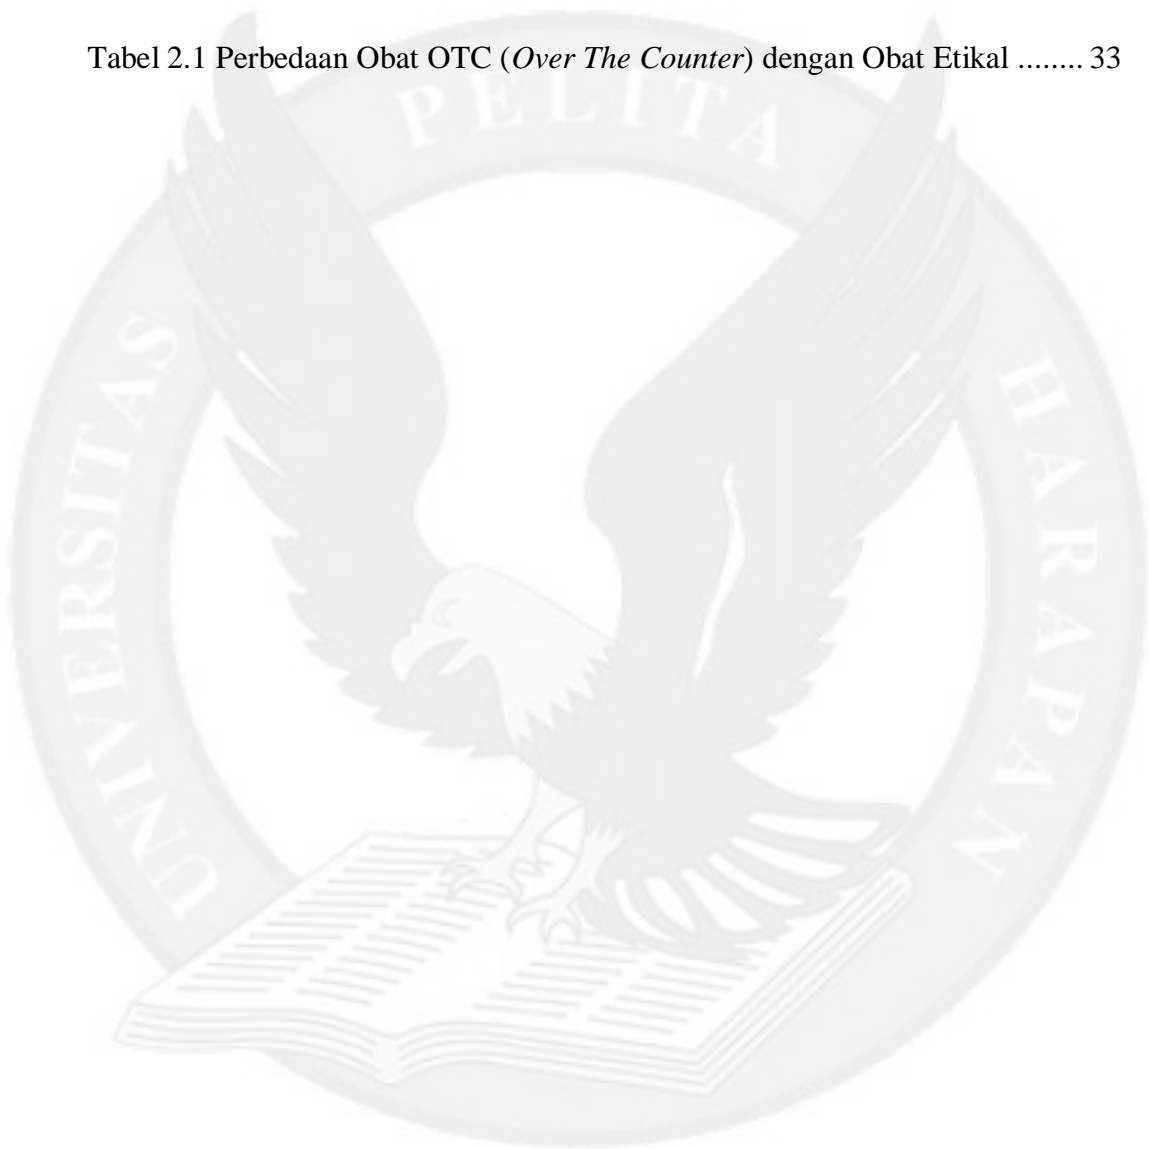 Tabel 2.1 Perbedaan Obat OTC (Over The Counter) dengan Obat Etikal ........ 33
UNIVERSITAS PELITA HARAPAN